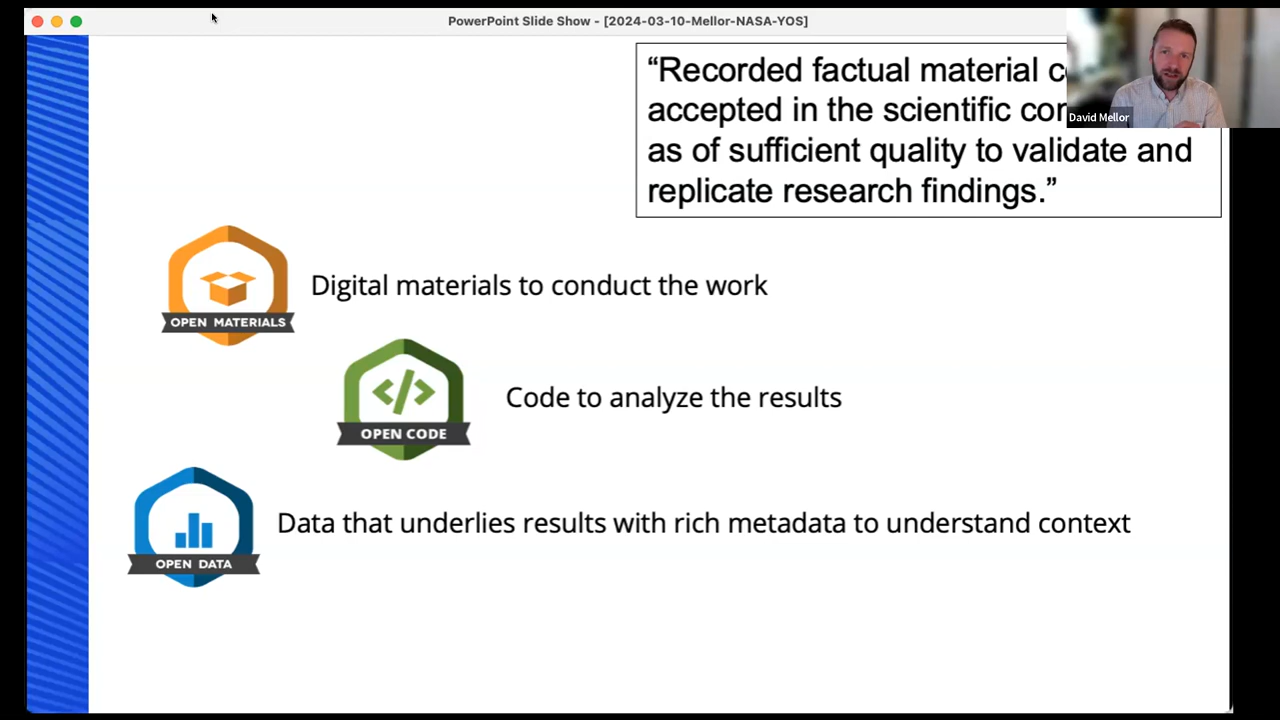 PowerPoint Slide Show - [2024-03-10-Mellor-NASA-YOS]
“Recorded factual material
accepted in the scientific
as of sufficient quality to validate and
replicate research findings.”
David Mellor
Digital materials to conduct the work
OPEN MATERIALS
Code to analyze the results
OPEN CODE
Data that underlies results with rich metadata to understand context
OPEN DATA